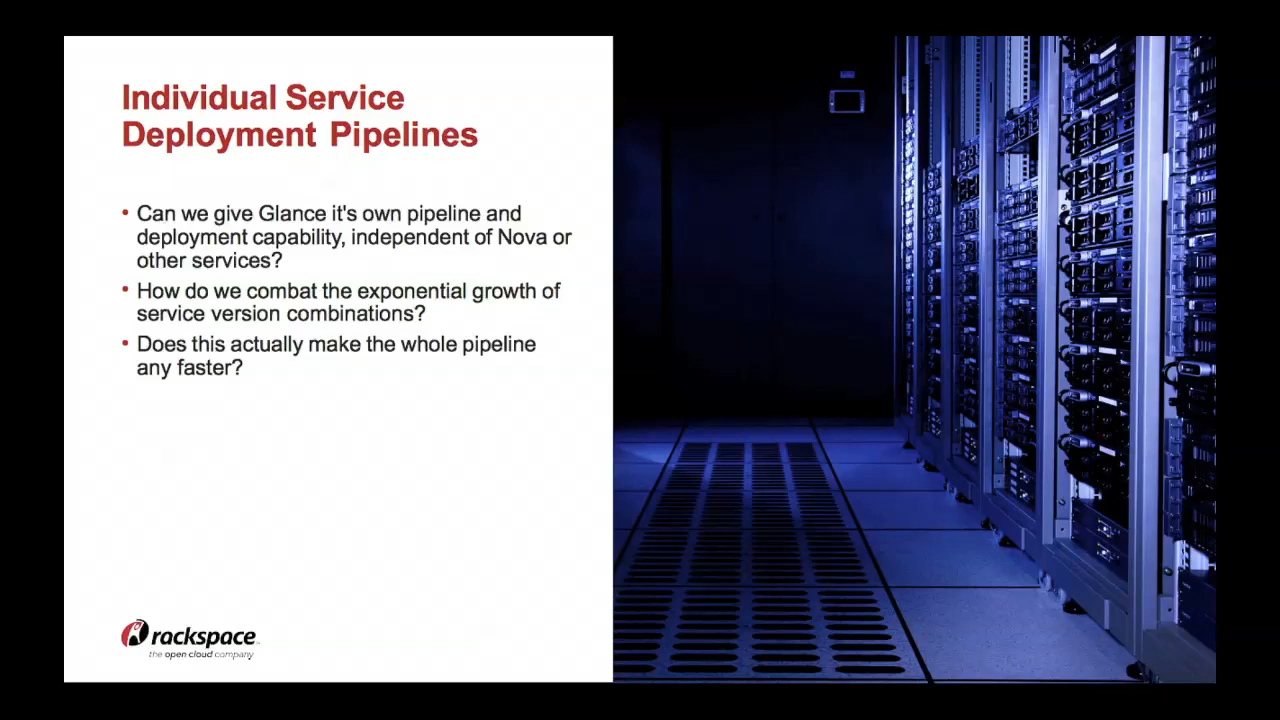 Individual Service
Deployment Pipelines
• Can we give Glance it's own pipeline and
deployment capability, independent of Nova or
other services?
• How do we combat the exponential growth of
service version combinations?
• Does this actually make the whole pipeline
any faster?
rackspace
the open cloud company